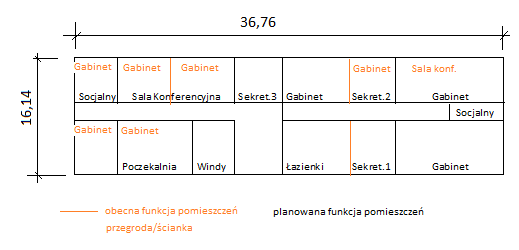 36,76
16,14
Gabinet Gabinet Gabinet Gabinet Sala konf.
Socjalny Sala Konferencyjna Sekret.3 Gabinet Sekret.2 Gabinet
Socjalny
Gabinet Gabinet
Poczekalnia Windy Łazienki Sekret.1 Gabinet
obecna funkcja pomieszczeń planowana funkcja pomieszczeń
przegroda/ścianka